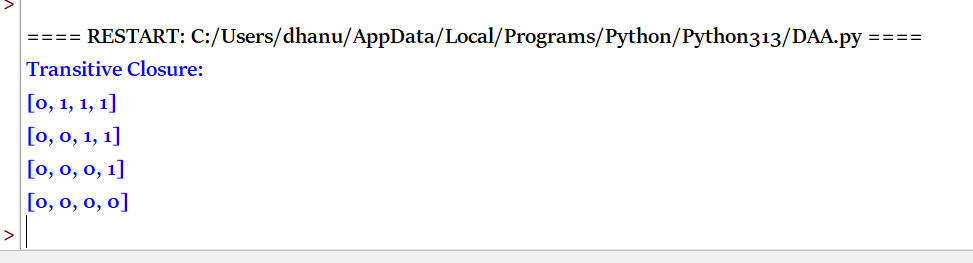 >
==== RESTART: C:/Users/dhanu/AppData/Local/Programs/Python/Python313/DAA.py ====
Transitive Closure:
[0, 1, 1, 1]
[0, 0, 1, 1]
[0, 0, 0, 1]
[0, 0, 0, 0]
>